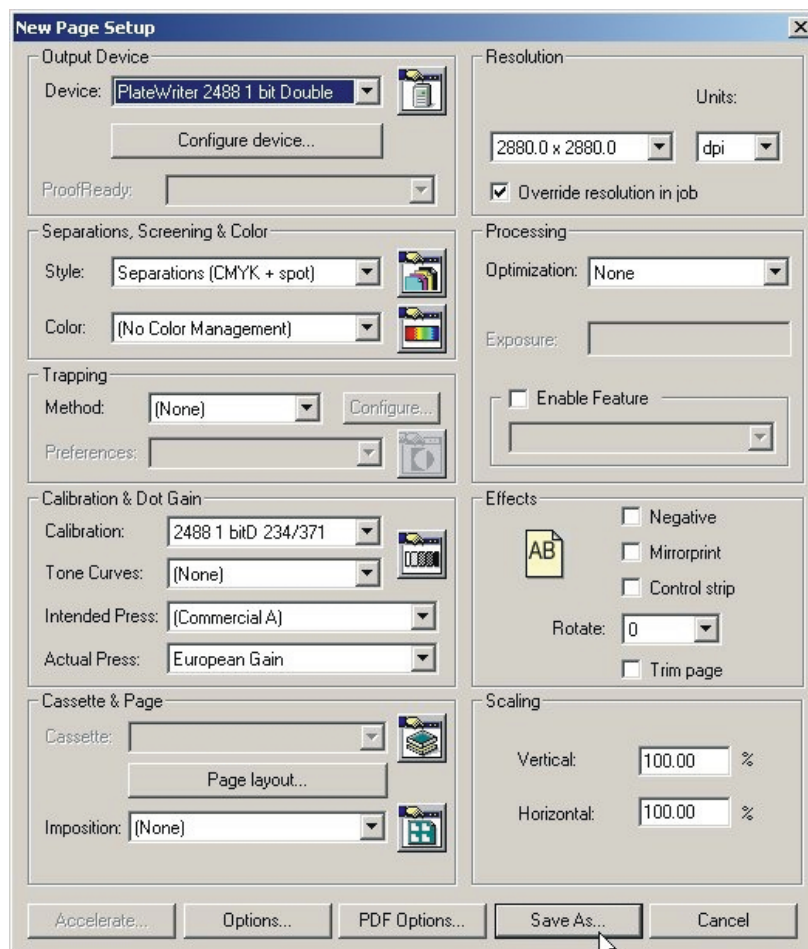 New Page Setup
Output Device
Device: PlateWriter 2488 1 bit Double
Configure device...
ProofReady:
Resolution
Units:
2880.0 x 2880.0 dpi
Override resolution in job
Separations, Screening & Color
Style: Separations (CMYK + spot)
Color: (No Color Management)
Processing
Optimization: None
Exposure:
Enable Feature
Trapping
Method: (None) Configure...
Preferences:
Calibration & Dot Gain
Calibration: 2488 1 bitD 234/371
Tone Curves: (None)
Intended Press: (Commercial A)
Actual Press: European Gain
Effects
AB
Negative
Mirrorprint
Control strip
Rotate: 0
Trim page
Cassette & Page
Cassette:
Page layout...
Imposition: (None)
Scaling
Vertical: 100.00 %
Horizontal: 100.00 %
Accelerate... Options... PDF Options... Save As... Cancel